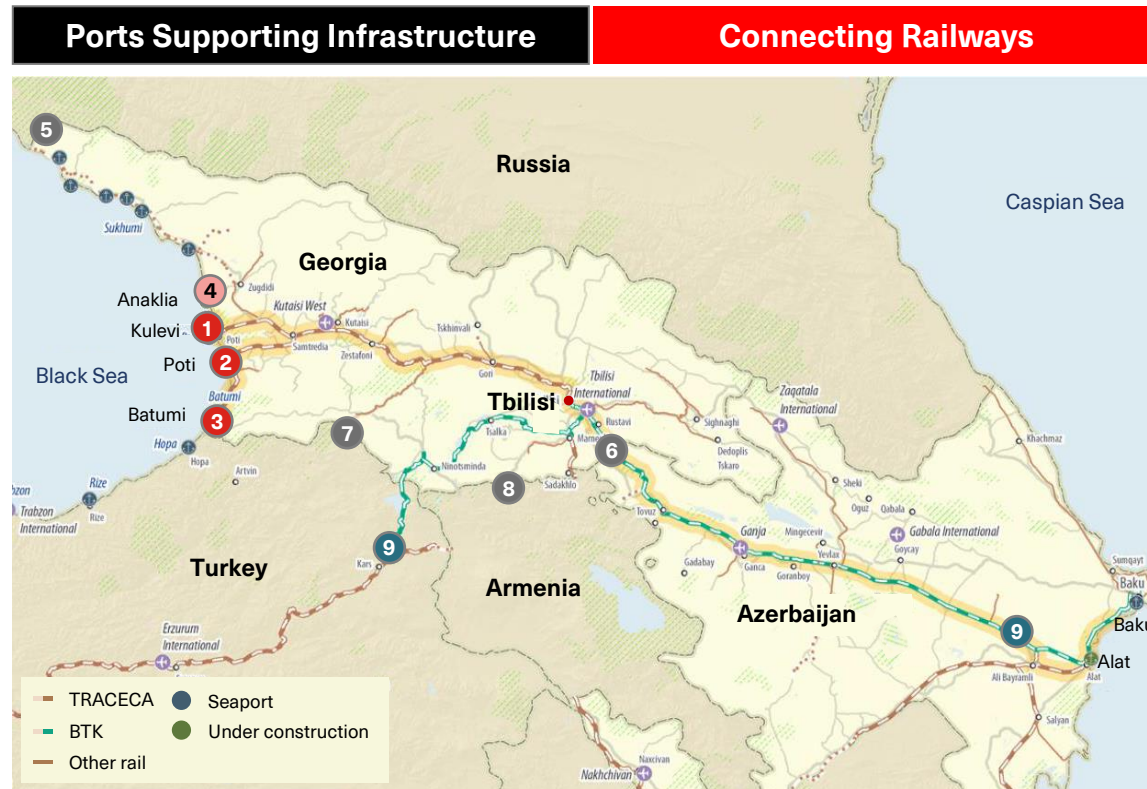 Ports Supporting Infrastructure
Connecting Railways
5
Russia
Caspian Sea
Sukhumi
Georgia
4
Anaklia
Zugdidi
Kutaisi West
Kulevi
1
Poti
Kutaisi
Tskhinvali
Samtredia
Zestafoni
Poti
2
Gori
Black Sea
Tbilisi
International
Tbilisi
Zaqatala
International
Batumi
Batumi
3
Rustavi
Sighnaghi
Hopa
7
Tsalka
6
Khachmaz
Hopa
Artvin
Ninotsminda
Dedoplis
Tskaro
Sadakhlo
8
Sheki
Rize
Rize
Oguz
Qabala
Trabzon
International
Tovuz
Ganja
Mingecevir
Gabala International
9
Kars
Turkey
Gadabay
Ganca
Goranboy
Yevlax
Goycay
Sumqayt
Armenia
Baku
Azerbaijan
9
Baku
Erzurum
International
Ali Bayramli
Alat
Alat
TRACECA
Seaport
BTK
Under construction
Other rail
Salyan
Nakhchivan
Naxcivan